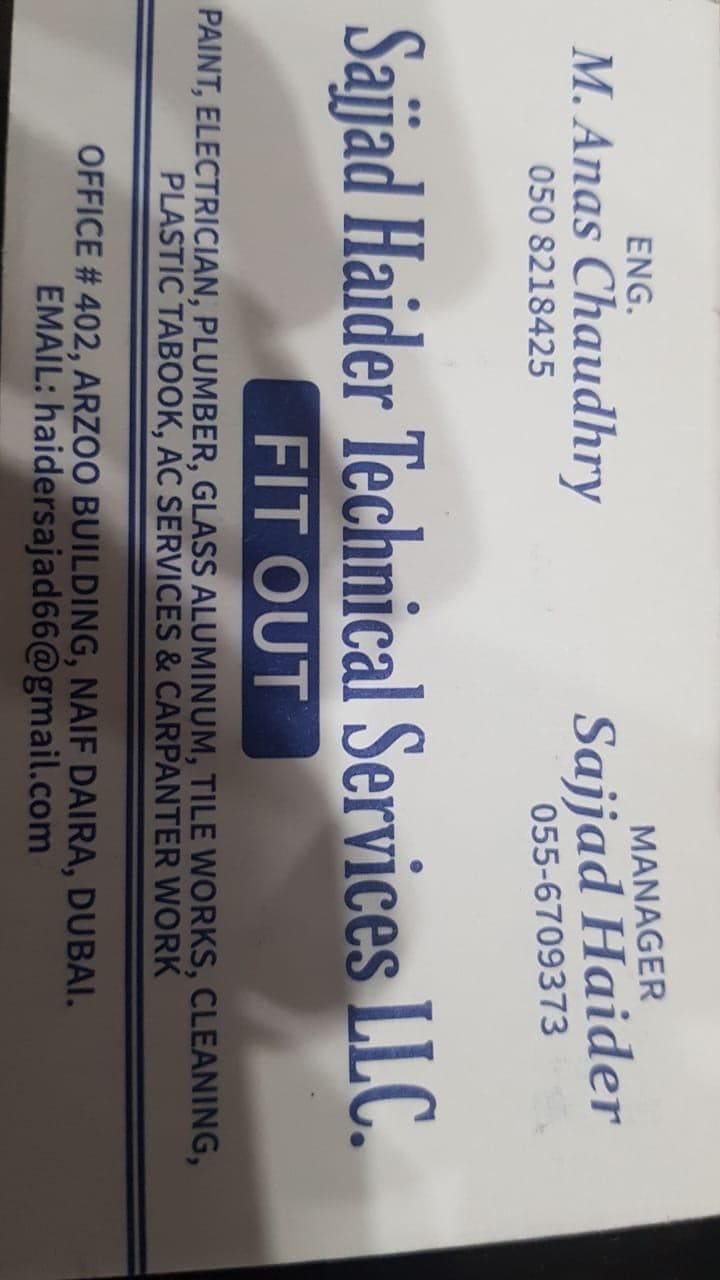 ENG.
M. Anas Chaudhry
050 8218425
MANAGER
Sajjad Haider
055-6709373
Sajjad Haider Technical Services LLC.
FIT OUT
PAINT, ELECTRICIAN, PLUMBER, GLASS ALUMINUM, TILE WORKS, CLEANING,
PLASTIC TABOOK, AC SERVICES & CARPANTER WORK
OFFICE # 402, ARZOO BUILDING, NAIF DAIRA, DUBAI.
EMAIL: haidersajad66@gmail.com